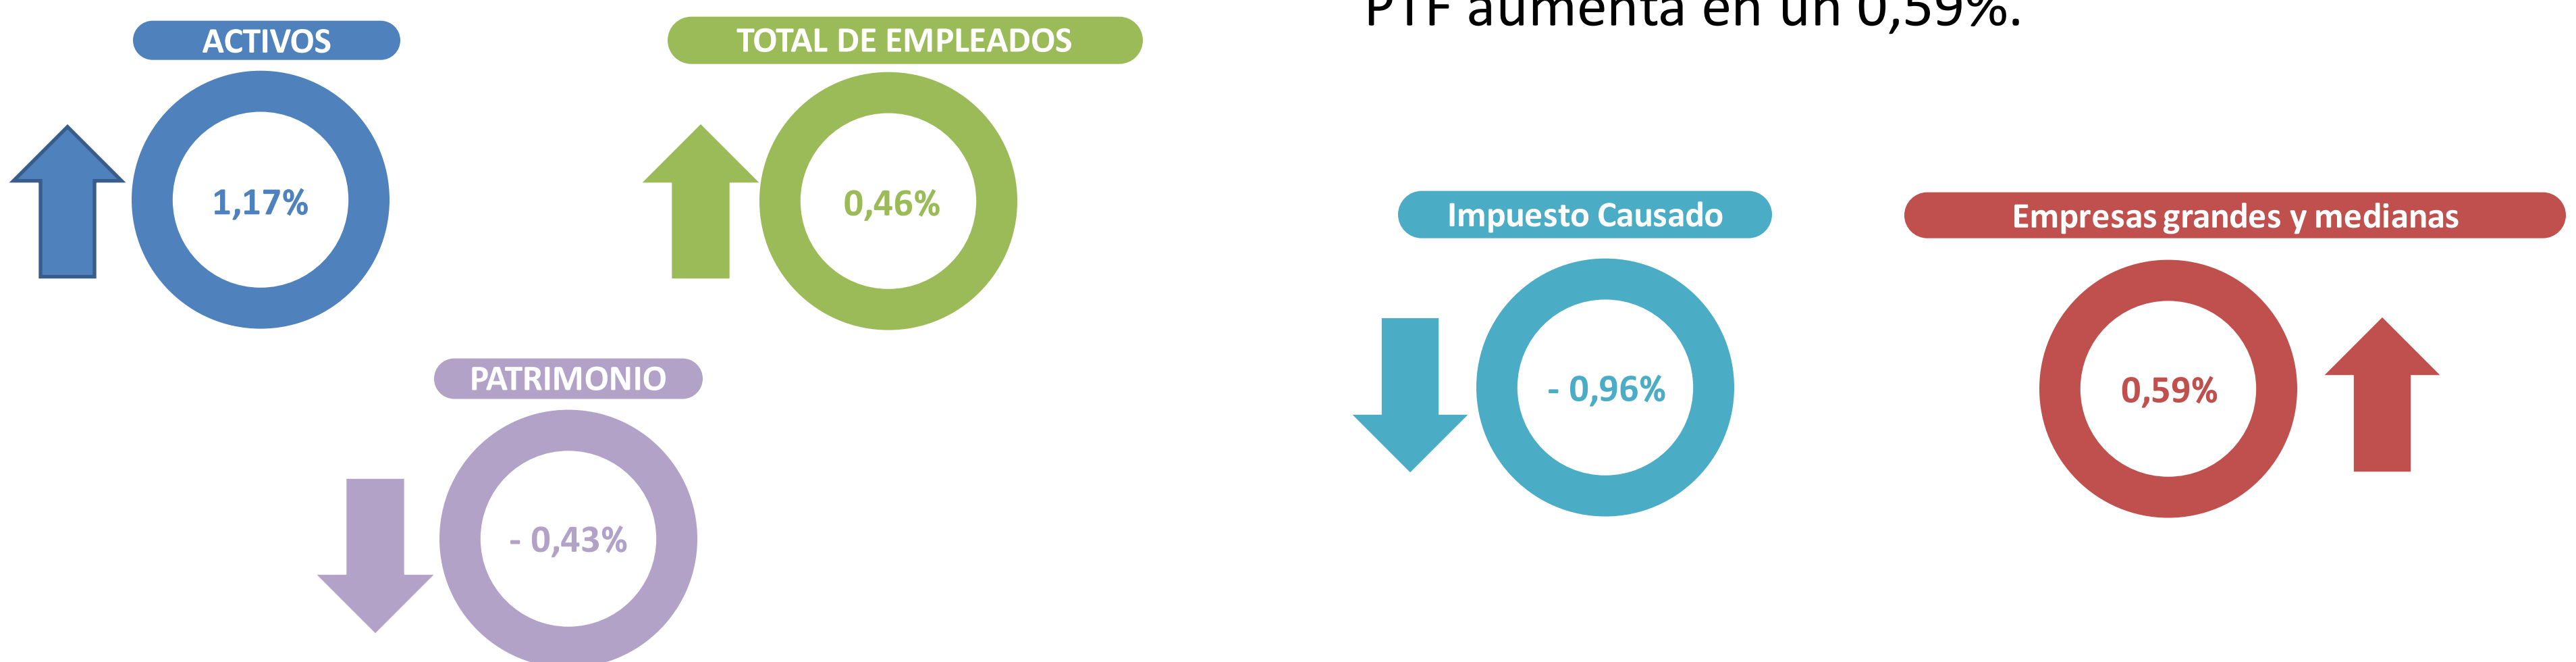 PTF aumenta en un 0,59%.
ACTIVOS
1,17%
TOTAL DE EMPLEADOS
0,46%
PATRIMONIO
- 0,43%
Impuesto Causado
- 0,96%
Empresas grandes y medianas
0,59%